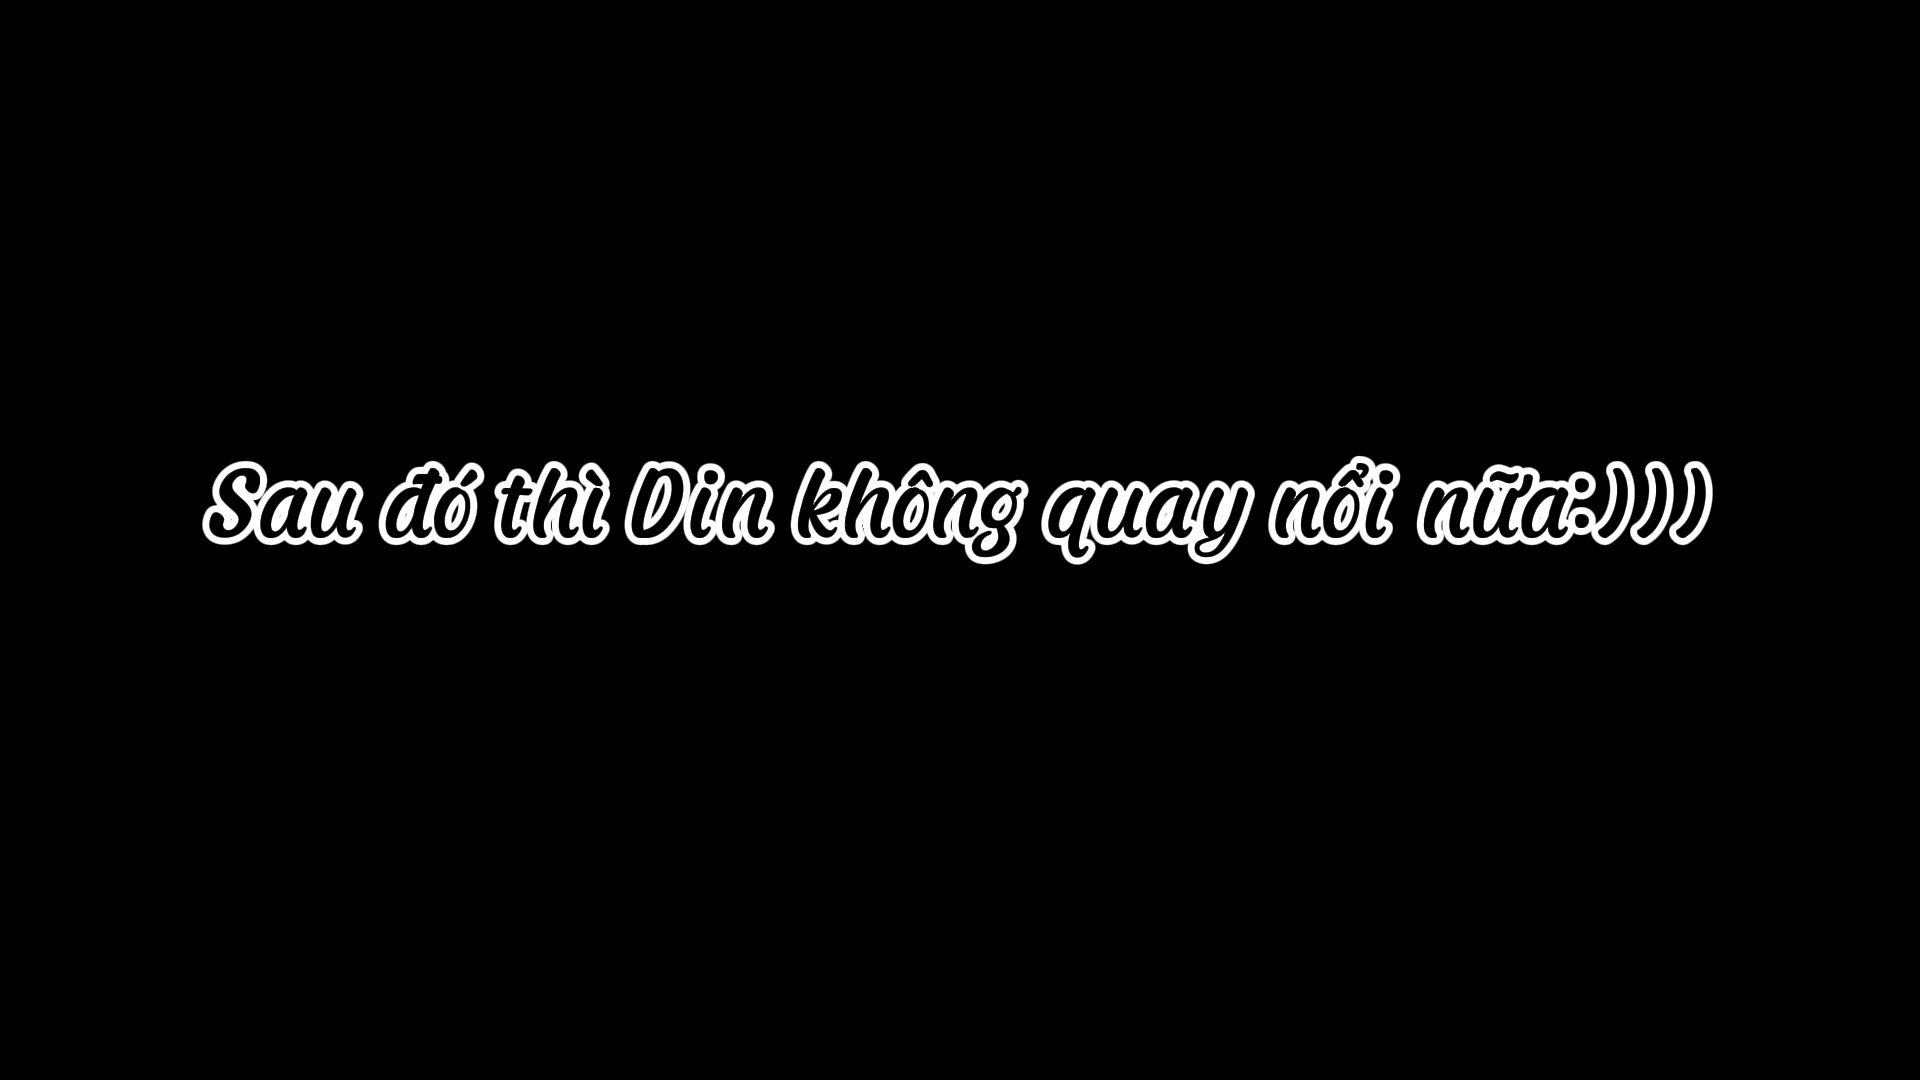 Sau đó thì Din không quay nổi nữa:)))